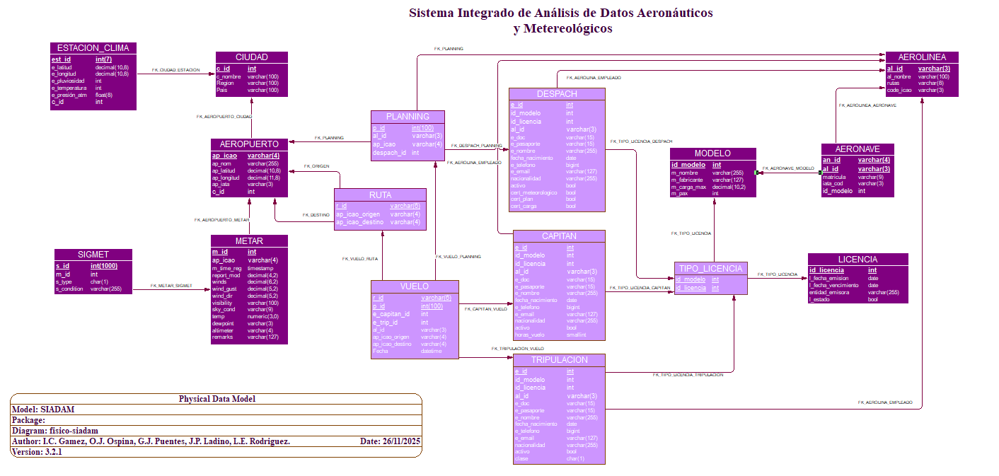 Sistema Integrado de Análisis de Datos Aeronáuticos
y Metereológicos
ESTACION_CLIMA
est_id int(7)
e_latitud decimal(10,8)
e_longitud decimal(10,8)
e_pluviosidad int
e_temperatura int
e_presión_atm float(8)
c_id int
FK_CIUDAD_ESTACION
CIUDAD
c_id int
c_nombre varchar(100)
Region varchar(100)
Pais varchar(100)
FK_AEROPUERTO_CIUDAD
AEROPUERTO
ap_icao varchar(4)
ap_nom varchar(255)
ap_latitud decimal(10,8)
ap_longitud decimal(11,8)
ap_iata varchar(3)
c_id int
FK_AEROPUERTO_METAR
METAR
m_id int
ap_icao varchar(4)
m_time_reg timestamp
report_mod decimal(4,2)
winds decimal(6,2)
wind_gust decimal(5,2)
wind_dir decimal(5,2)
visibility varchar(100)
sky_cond varchar(9)
temp numeric(3,0)
dewpoint varchar(3)
altimeter varchar(4)
remarks varchar(127)
SIGMET
s_id int(1000)
m_id int
s_type char(1)
s_condition varchar(255)
FK_METAR_SIGMET
FK_PLANNING
PLANNING
p_id int(100)
al_id varchar(3)
ap_icao varchar(4)
despach_id int
FK_PLANNING
FK_DESPACH_PLANNING
FK_AEROLINA_EMPLEADO
FK_ORIGEN
RUTA
r_id varchar(6)
ap_icao_origen varchar(4)
ap_icao_destino varchar(4)
FK_DESTINO
FK_VUELO_RUTA
FK_VUELO_PLANNING
VUELO
r_id varchar(6)
p_id int(100)
e_capitan_id int
e_trip_id int
al_id varchar(3)
ap_icao_origen varchar(4)
ap_icao_destino varchar(4)
Fecha datetime
FK_CAPITAN_VUELO
FK_TRIPULACION_VUELO
FK_AEROLINA_EMPLEADO
DESPACH
e_id int
id_modelo int
id_licencia int
al_id varchar(3)
e_doc varchar(15)
e_pasaporte varchar(15)
e_nombre varchar(255)
fecha_nacimiento date
e_telefono bigint
e_email varchar(127)
nacionalidad varchar(255)
activo bool
cert_meteorologico bool
cert_plan bool
cert_carga bool
FK_TIPO_LICENCIA_DESPACH
CAPITAN
e_id int
id_modelo int
id_licencia int
al_id varchar(3)
e_doc varchar(15)
e_pasaporte varchar(15)
e_nombre varchar(255)
fecha_nacimiento date
e_telefono bigint
e_email varchar(127)
nacionalidad varchar(255)
activo bool
horas_vuelo smallint
FK_TIPO_LICENCIA_CAPITAN
TRIPULACION
e_id int
id_modelo int
id_licencia int
al_id varchar(3)
e_doc varchar(15)
e_pasaporte varchar(15)
e_nombre varchar(255)
fecha_nacimiento date
e_telefono bigint
e_email varchar(127)
nacionalidad varchar(255)
activo bool
clase char(1)
FK_TIPO_LICENCIA_TRIPULACION
FK_AEROLINA_EMPLEADO
AEROLINEA
al_id varchar(3)
al_nonbre varchar(100)
rutas varchar(8)
code_icao varchar(3)
FK_AEROLINEA_AERONAVE
AERONAVE
an_id varchar(4)
al_id varchar(3)
matricula varchar(9)
iata_cod varchar(3)
id_modelo int
FK_AERONAVE_MODELO
MODELO
id_modelo int
m_nombre varchar(255)
m_fabricante varchar(127)
m_carga_max decimal(10,2)
m_pax int
FK_TIPO_LICENCIA
TIPO_LICENCIA
id_modelo int
id_licencia int
FK_TIPO_LICENCIA
LICENCIA
id_licencia int
l_fecha_emision date
l_fecha_vencimiento date
entidad_emisora varchar(255)
l_estado bool
Physical Data Model
Model: SIADAM
Package:
Diagram: fisico-siadam
Author: I.C. Gamez, O.J. Ospina, G.J. Puentes, J.P. Ladino, L.E. Rodriguez. Date: 26/11/2025
Version: 3.2.1